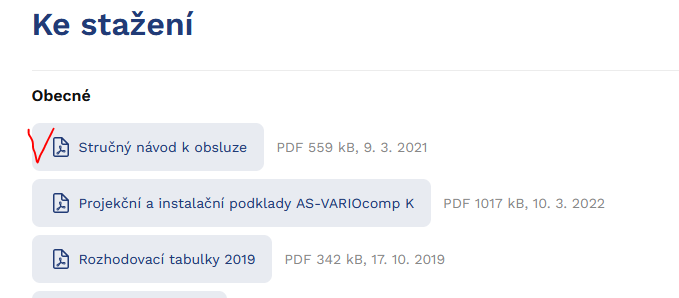 Ke stažení
Obecné
Stručný návod k obsluze PDF 559 kB, 9. 3. 2021
Projekční a instalační podklady AS-VARIOcomp K PDF 1017 kB, 10. 3. 2022
Rozhodovací tabulky 2019 PDF 342 kB, 17. 10. 2019